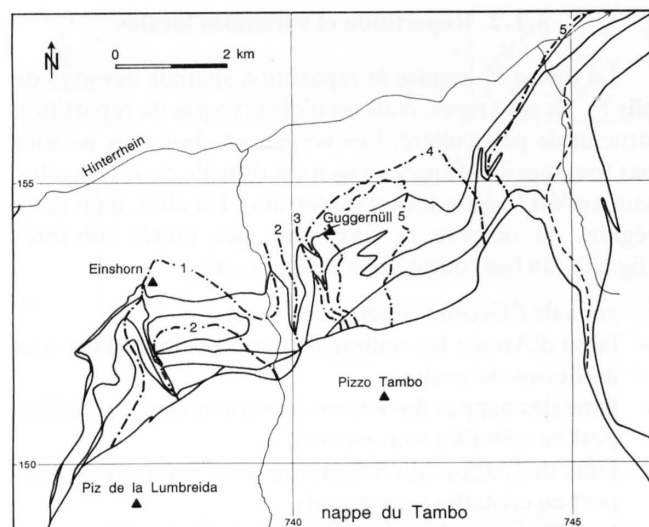 N
0 2 km
5
Hinterrhein
155
4
3
2
Guggernüll 5
Einshorn
1
2
Pizzo Tambo
150
Piz de la Lumbreida
740
nappe du Tambo
745